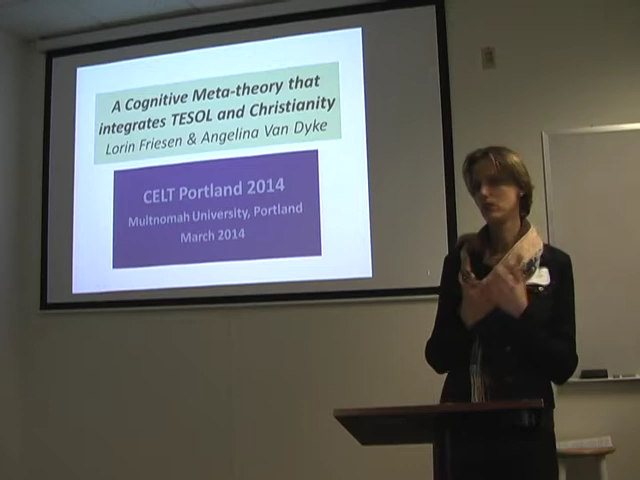 A Cognitive Meta-theory that
integrates TESOL and Christianity
Lorin Friesen & Angelina Van Dyke
CELT Portland 2014
Multnomah University, Portland
March 2014